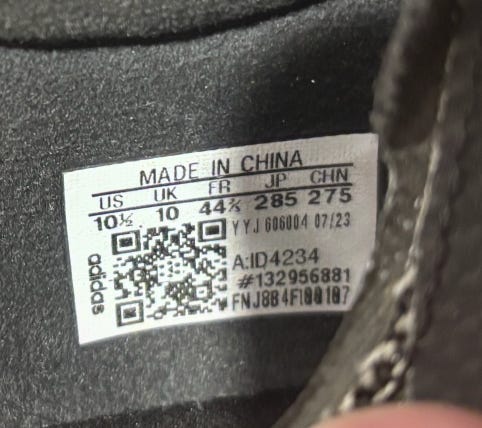 MADE IN CHINA
US UK FR JP CHN
10½ 10 44⅔ 285 275
YYJ 606004 07/23
A:ID4234
#132956881
adidas